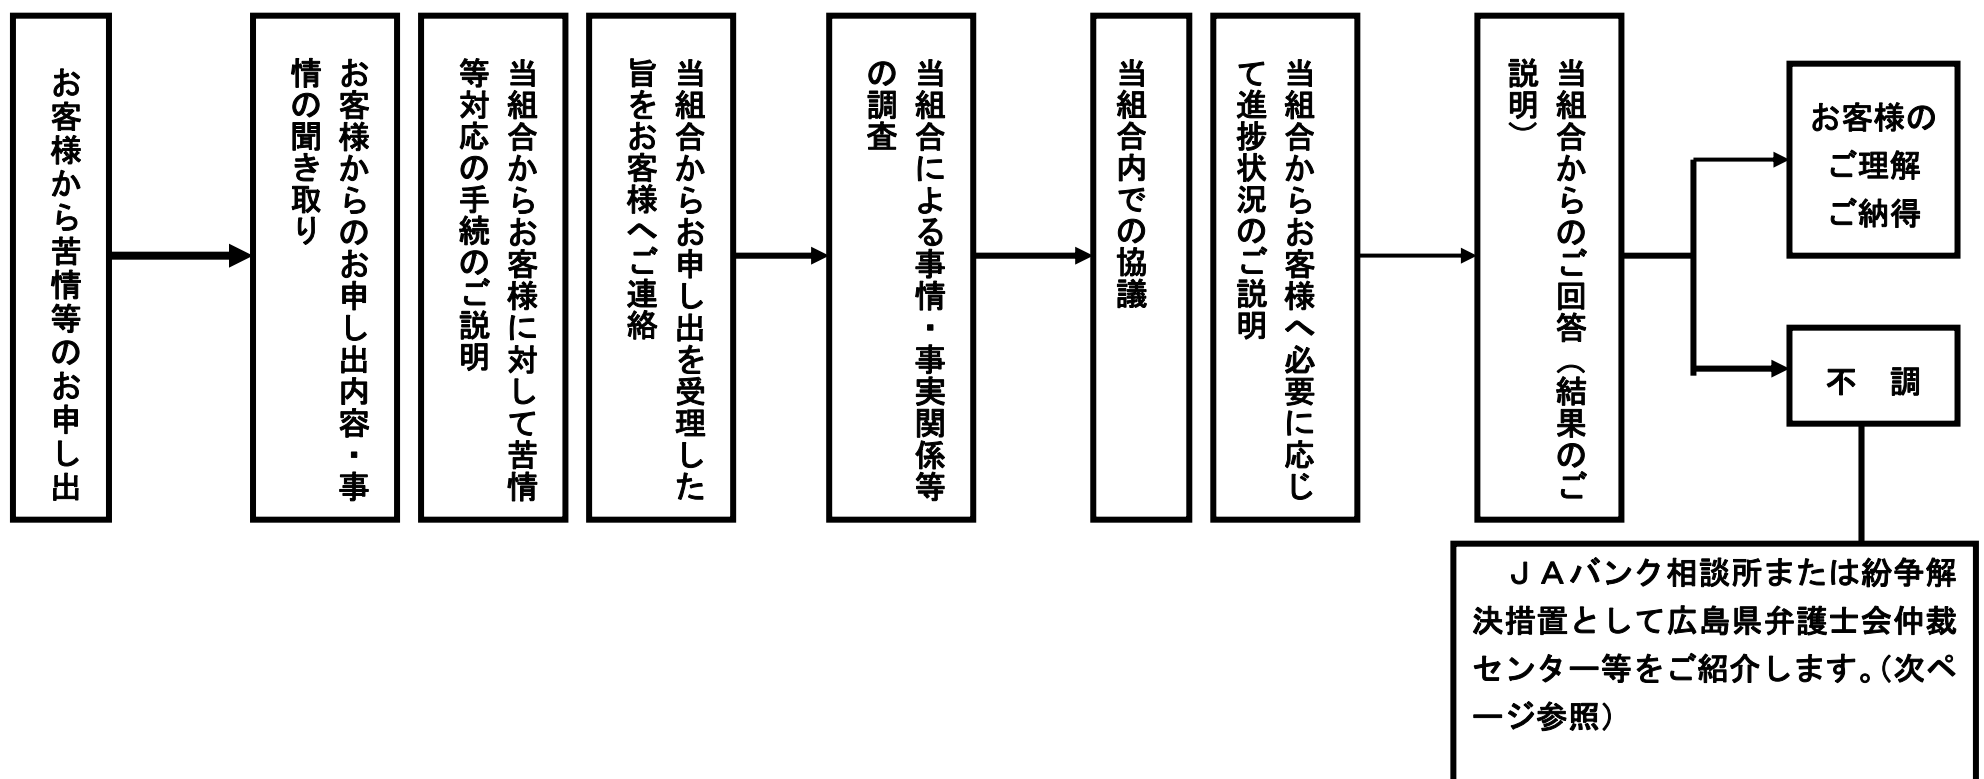 お客様から苦情等のお申し出
お客様からのお申し出内容・事
情の聞き取り
当組合からお客様に対して苦情
等対応の手続のご説明
当組合からお申し出を受理した
旨をお客様へご連絡
当組合による事情・事実関係等
の調査
当組合内での協議
当組合からお客様へ必要に応じ
て進捗状況のご説明
当組合からのご回答（結果のご
説明）
お客様の
ご理解
ご納得
不　調
ＪＡバンク相談所または紛争解
決措置として広島県弁護士会仲裁
センター等をご紹介します。（次ペ
ージ参照）